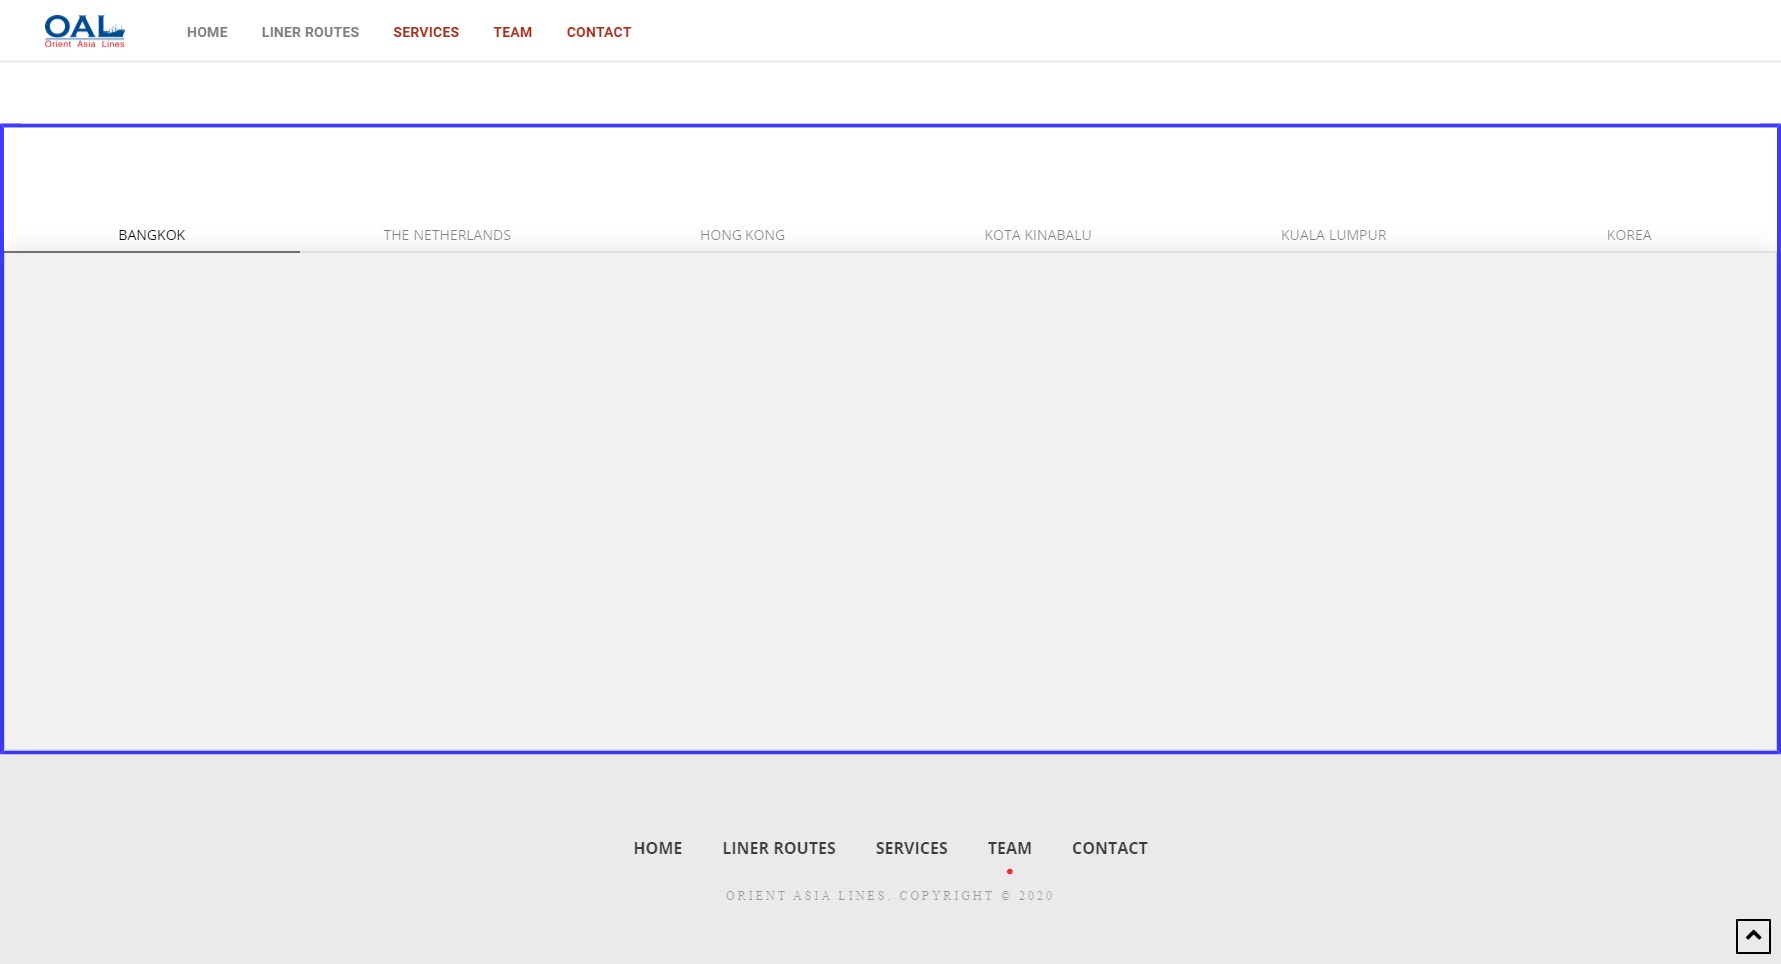 OAL
Orient Asia Lines
HOME LINER ROUTES SERVICES TEAM CONTACT
BANGKOK THE NETHERLANDS HONG KONG KOTA KINABALU KUALA LUMPUR KOREA
HOME LINER ROUTES SERVICES TEAM CONTACT
ORIENT ASIA LINES. COPYRIGHT © 2020